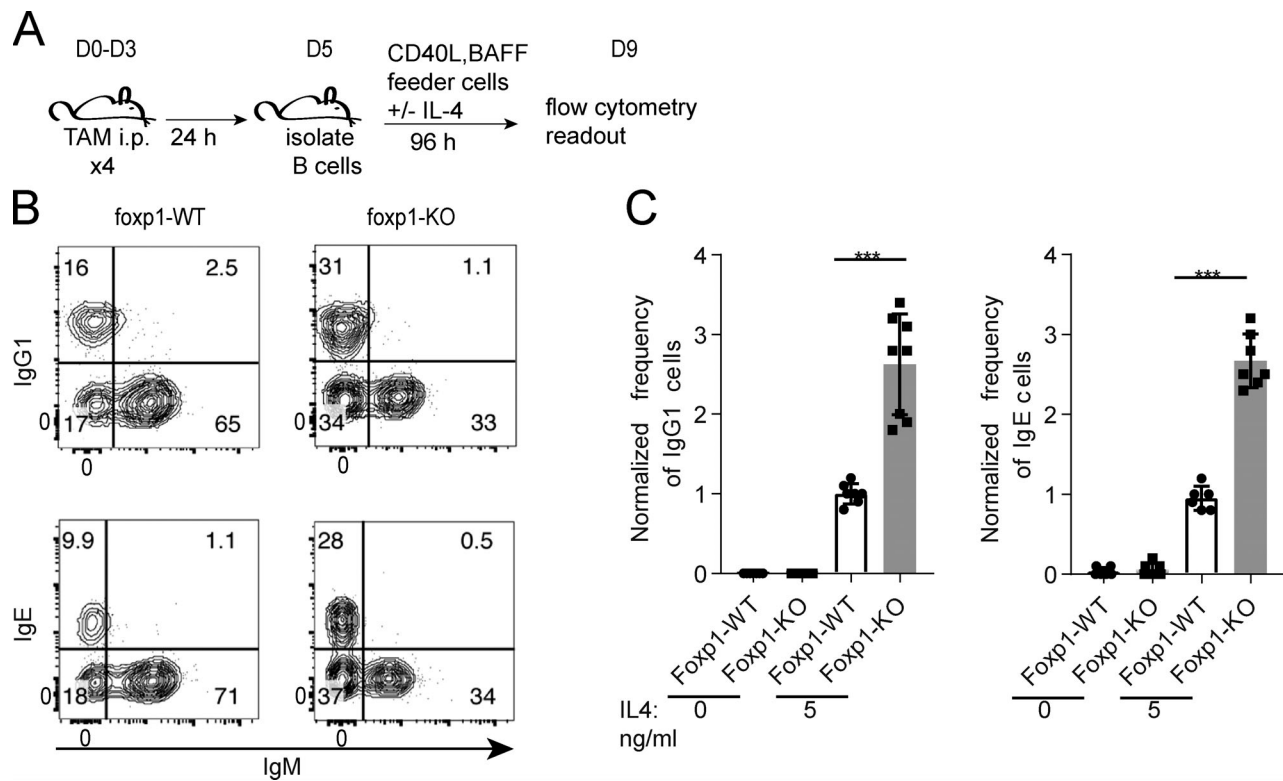 A
D0-D3
D5
D9
CD40L,BAFF
feeder cells
+/- IL-4
TAM i.p.
x4
24 h
isolate
B cells
96 h
flow cytometry
readout
B
foxp1-WT
foxp1-KO
16
2.5
17
65
31
1.1
34
33
IgG1
0
0
0
0
9.9
1.1
18
71
28
0.5
37
34
IgE
0
0
0
0
IgM
C
Normalized frequency
of IgG1 cells
4
3
2
1
0
***
Foxp1-WT
Foxp1-KO
Foxp1-WT
Foxp1-KO
IL4:
ng/ml
0
5
Normalized frequency
of IgE cells
4
3
2
1
0
***
Foxp1-WT
Foxp1-KO
Foxp1-WT
Foxp1-KO
0
5